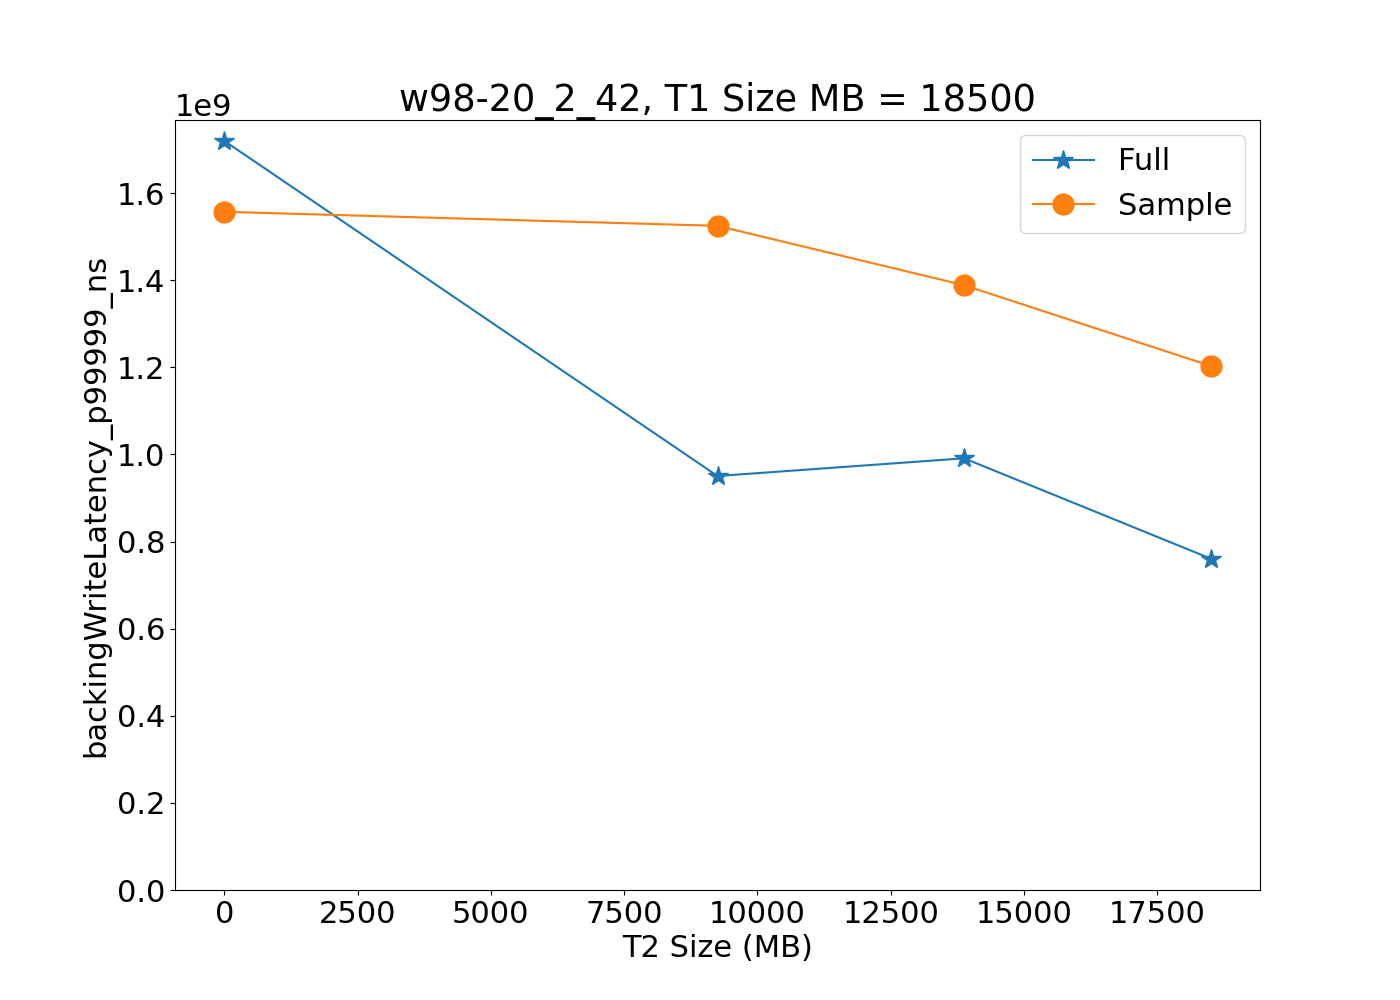 w98-20_2_42, T1 Size MB = 18500
1e9
Full
Sample
1.6
1.4
1.2
1.0
0.8
0.6
0.4
0.2
0.0
backingWriteLatency_p99999_ns
0 2500 5000 7500 10000 12500 15000 17500
T2 Size (MB)